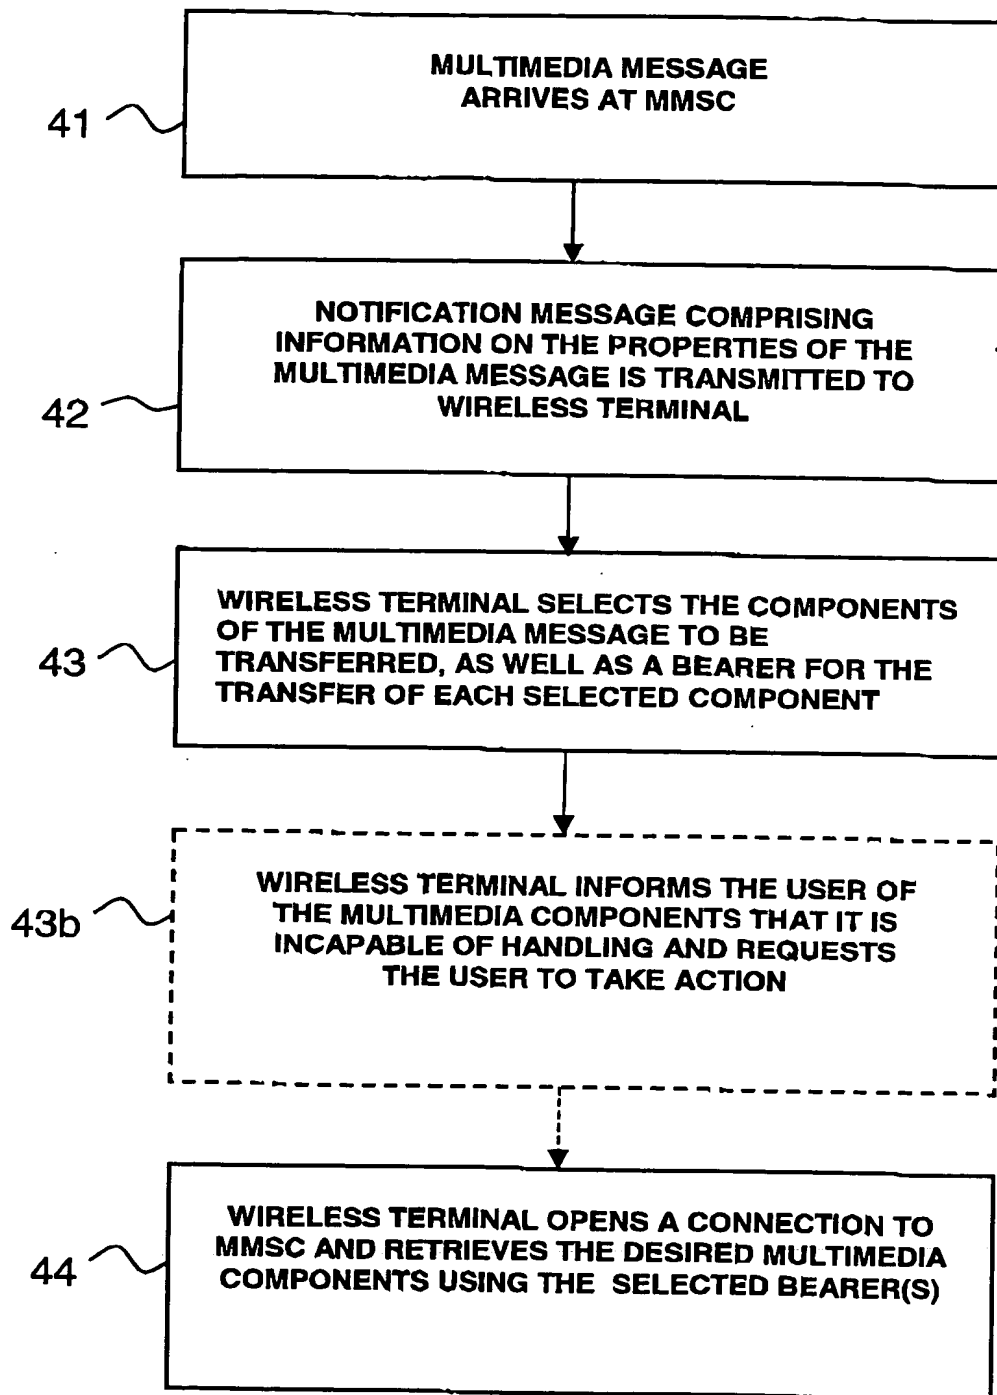 MULTIMEDIA MESSAGE
ARRIVES AT MMSC
41
NOTIFICATION MESSAGE COMPRISING
INFORMATION ON THE PROPERTIES OF THE
MULTIMEDIA MESSAGE IS TRANSMITTED TO
WIRELESS TERMINAL
42
WIRELESS TERMINAL SELECTS THE COMPONENTS
OF THE MULTIMEDIA MESSAGE TO BE
TRANSFERRED, AS WELL AS A BEARER FOR THE
TRANSFER OF EACH SELECTED COMPONENT
43
WIRELESS TERMINAL INFORMS THE USER OF
THE MULTIMEDIA COMPONENTS THAT IT IS
INCAPABLE OF HANDLING AND REQUESTS
THE USER TO TAKE ACTION
43b
WIRELESS TERMINAL OPENS A CONNECTION TO
MMSC AND RETRIEVES THE DESIRED MULTIMEDIA
COMPONENTS USING THE SELECTED BEARER(S)
44